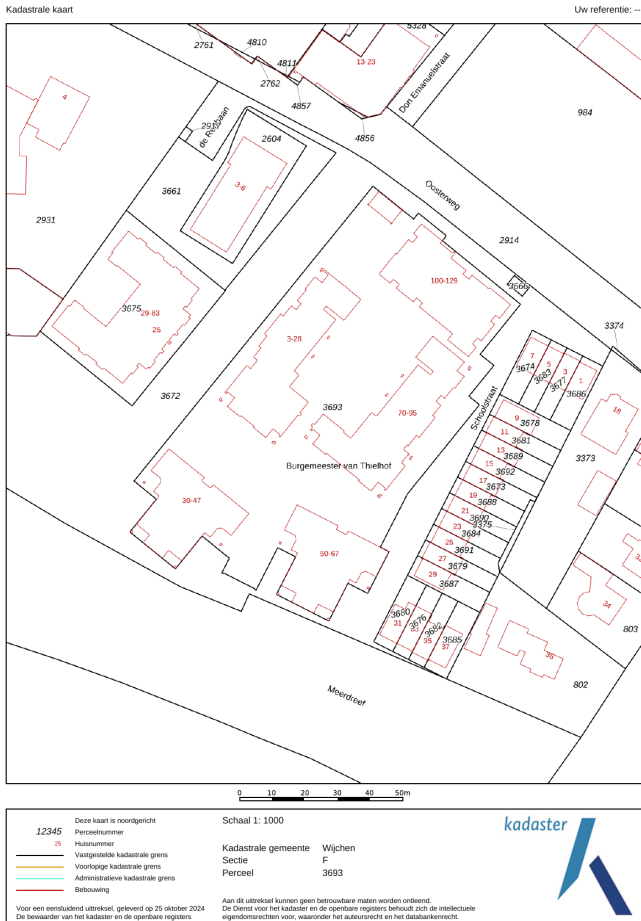 Kadastrale kaart
Uw referentie: --
5328
2761
4810
13-23
4811
2762
4857
4856
Don Emanuelstraat
984
4
de Rosbaan
2604
3661
3-6
2931
Oosterweg
2914
100-129
3666
3374
3675
29-83
25
3-28
3672
3693
70-95
Schoolstraat
7
3674
5
3683
3
3677
1
3686
18
9
3678
11
3681
13
3689
15
3692
3373
17
3673
19
3688
21
3690
3375
23
3684
25
3691
27
3679
29
3687
Burgemeester van Thielhof
30-47
50-67
34
803
3680
3676
3682
3685
31
33
35
37
36
802
Meerdreef
0 10 20 30 40 50m
Deze kaart is noordgericht
12345 Perceelnummer
25 Huisnummer
Vastgestelde kadastrale grens
Voorlopige kadastrale grens
Administratieve kadastrale grens
Bebouwing
Voor een eensluidend uittreksel, geleverd op 25 oktober 2024
De bewaarder van het kadaster en de openbare registers
Schaal 1: 1000
Kadastrale gemeente Wijchen
Sectie F
Perceel 3693
Aan dit uittreksel kunnen geen betrouwbare maten worden ontleend.
De Dienst voor het kadaster en de openbare registers behoudt zich de intellectuele
eigendomsrechten voor, waaronder het auteursrecht en het databankenrecht.
kadaster